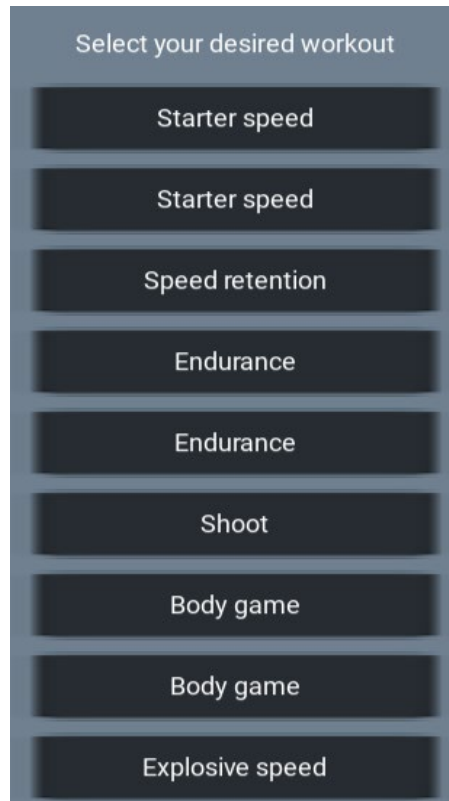 Select your desired workout
Starter speed
Starter speed
Speed retention
Endurance
Endurance
Shoot
Body game
Body game
Explosive speed